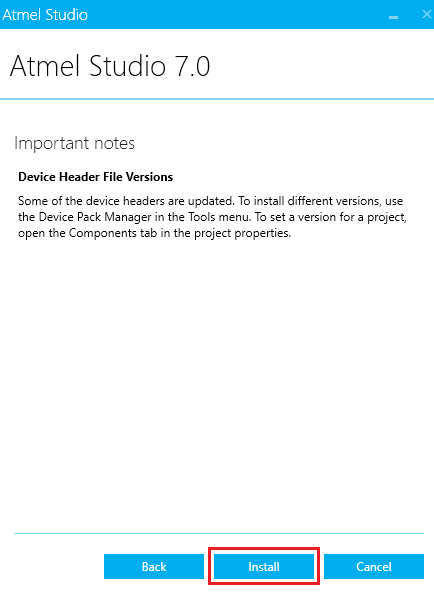 Atmel Studio
Atmel Studio 7.0
Important notes
Device Header File Versions
Some of the device headers are updated. To install different versions, use
the Device Pack Manager in the Tools menu. To set a version for a project,
open the Components tab in the project properties.
Back
Install
Cancel